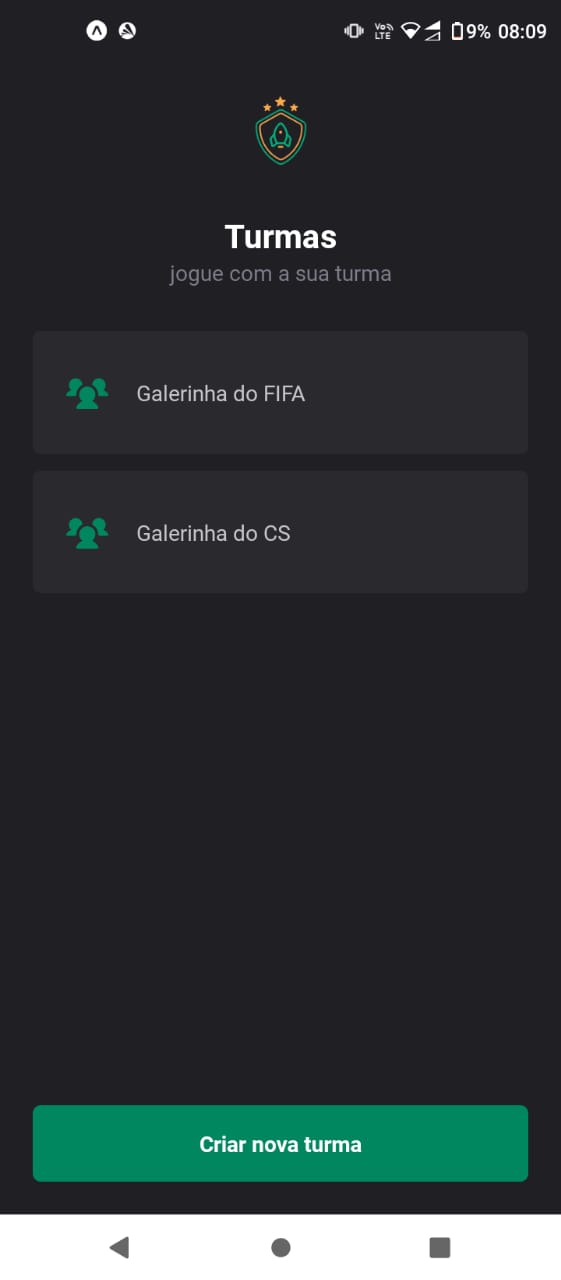 Vo LTE 9% 08:09
Turmas
jogue com a sua turma
Galerinha do FIFA
Galerinha do CS
Criar nova turma